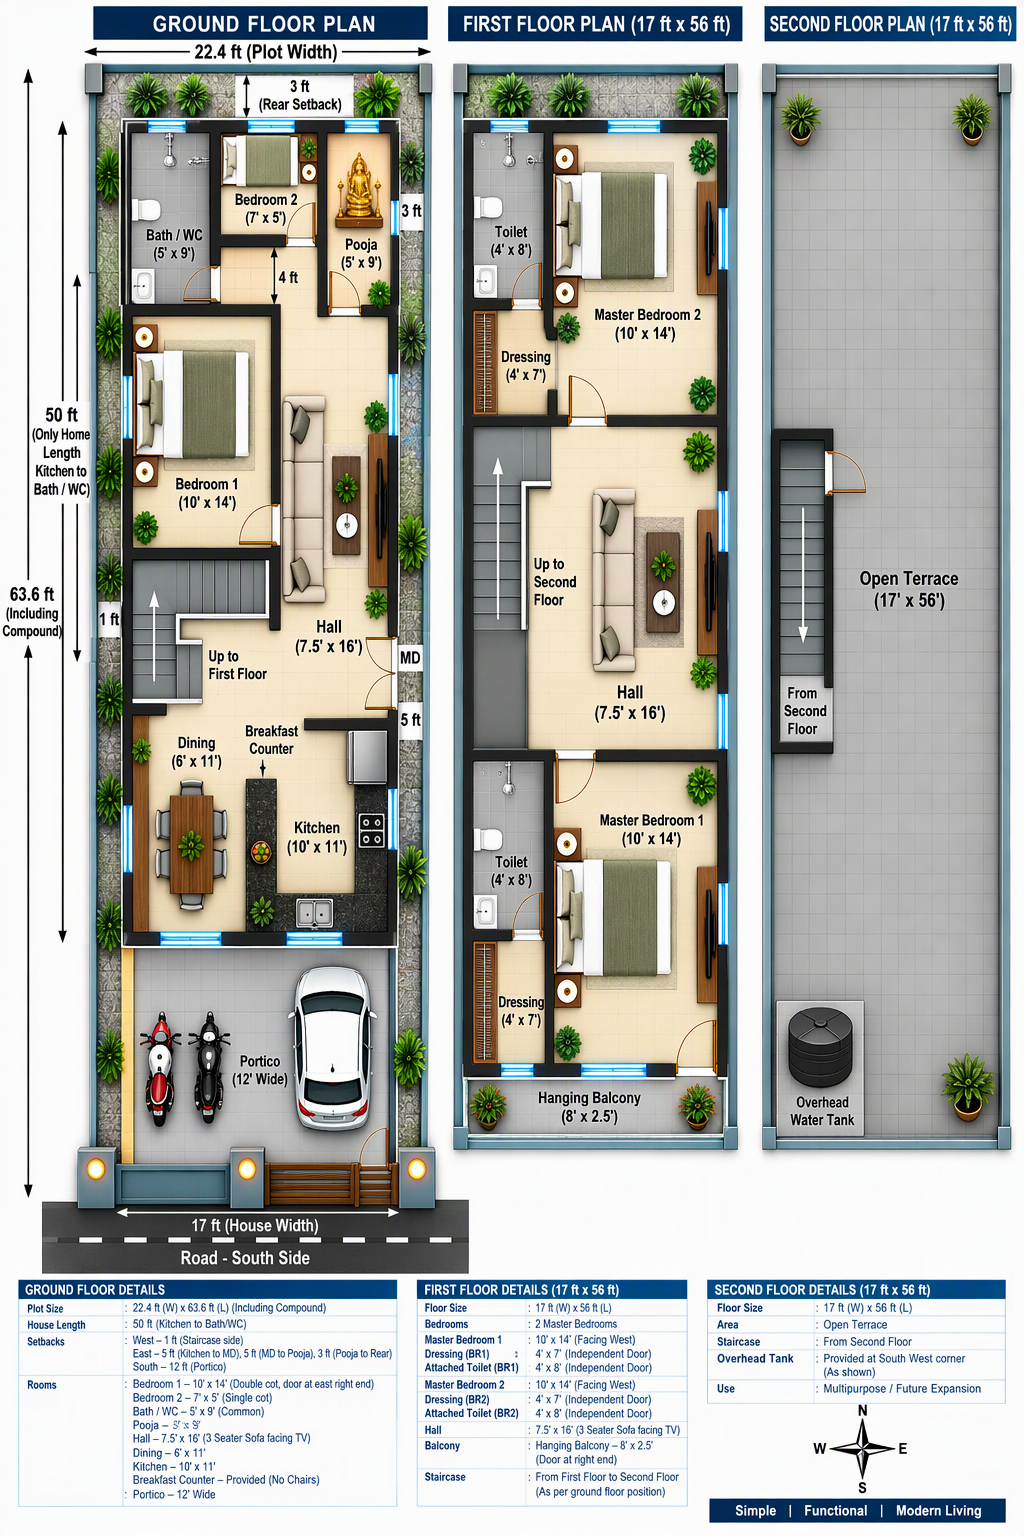 GROUND FLOOR PLAN
22.4 ft (Plot Width)
3 ft
(Rear Setback)
Bath / WC
(5' x 9')
Bedroom 2
(7' x 5')
Pooja
(5' x 9')
3 ft
4 ft
50 ft
(Only Home
Length
Kitchen to
Bath / WC)
Bedroom 1
(10' x 14')
63.6 ft
(Including
Compound)
1 ft
Hall
(7.5' x 16')
MD
Up to
First Floor
5 ft
Dining
(6' x 11')
Breakfast
Counter
Kitchen
(10' x 11')
Portico
(12' Wide)
17 ft (House Width)
Road - South Side
FIRST FLOOR PLAN (17 ft x 56 ft)
Toilet
(4' x 8')
Master Bedroom 2
(10' x 14')
Dressing
(4' x 7')
Up to
Second
Floor
Hall
(7.5' x 16')
Master Bedroom 1
(10' x 14')
Toilet
(4' x 8')
Dressing
(4' x 7')
Hanging Balcony
(8' x 2.5')
SECOND FLOOR PLAN (17 ft x 56 ft)
Open Terrace
(17' x 56')
From
Second
Floor
Overhead
Water Tank
GROUND FLOOR DETAILS
Plot Size : 22.4 ft (W) x 63.6 ft (L) (Including Compound)
House Length : 50 ft (Kitchen to Bath/WC)
Setbacks : West – 1 ft (Staircase side)
East – 5 ft (Kitchen to MD), 5 ft (MD to Pooja), 3 ft (Pooja to Rear)
South – 12 ft (Portico)
Rooms : Bedroom 1 – 10' x 14' (Double cot, door at east right end)
Bedroom 2 – 7' x 5' (Single cot)
Bath / WC – 5' x 9' (Common)
Pooja –
Hall – 7.5' x 16' (3 Seater Sofa facing TV)
Dining – 6' x 11'
Kitchen – 10' x 11'
Breakfast Counter – Provided (No Chairs)
: Portico – 12' Wide
FIRST FLOOR DETAILS (17 ft x 56 ft)
Floor Size : 17 ft (W) x 56 ft (L)
Bedrooms : 2 Master Bedrooms
Master Bedroom 1 : 10' x 14' (Facing West)
Dressing (BR1) : 4' x 7' (Independent Door)
Attached Toilet (BR1) : 4' x 8' (Independent Door)
Master Bedroom 2 : 10' x 14' (Facing West)
Dressing (BR2) : 4' x 7' (Independent Door)
Attached Toilet (BR2) : 4' x 8' (Independent Door)
Hall : 7.5' x 16' (3 Seater Sofa facing TV)
Balcony : Hanging Balcony – 8' x 2.5'
(Door at right end)
Staircase : From First Floor to Second Floor
(As per ground floor position)
SECOND FLOOR DETAILS (17 ft x 56 ft)
Floor Size : 17 ft (W) x 56 ft (L)
Area : Open Terrace
Staircase : From Second Floor
Overhead Tank : Provided at South West corner
(As shown)
Use : Multipurpose / Future Expansion
N
W E
S
Simple | Functional | Modern Living